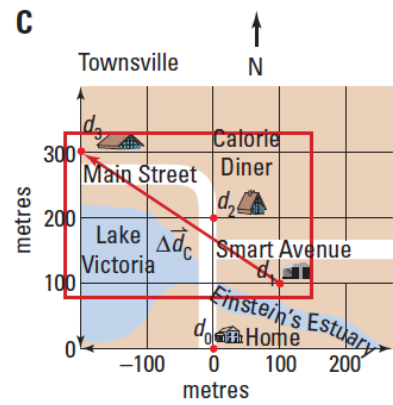 C
Townsville
N
d3
Calorie
Diner
300
Main Street
d2
metres
200
Lake
Victoria
Δd⃗C
Smart Avenue
d1
100
Einstein's Estuary
d0
Home
0
−100
0
100
200
metres